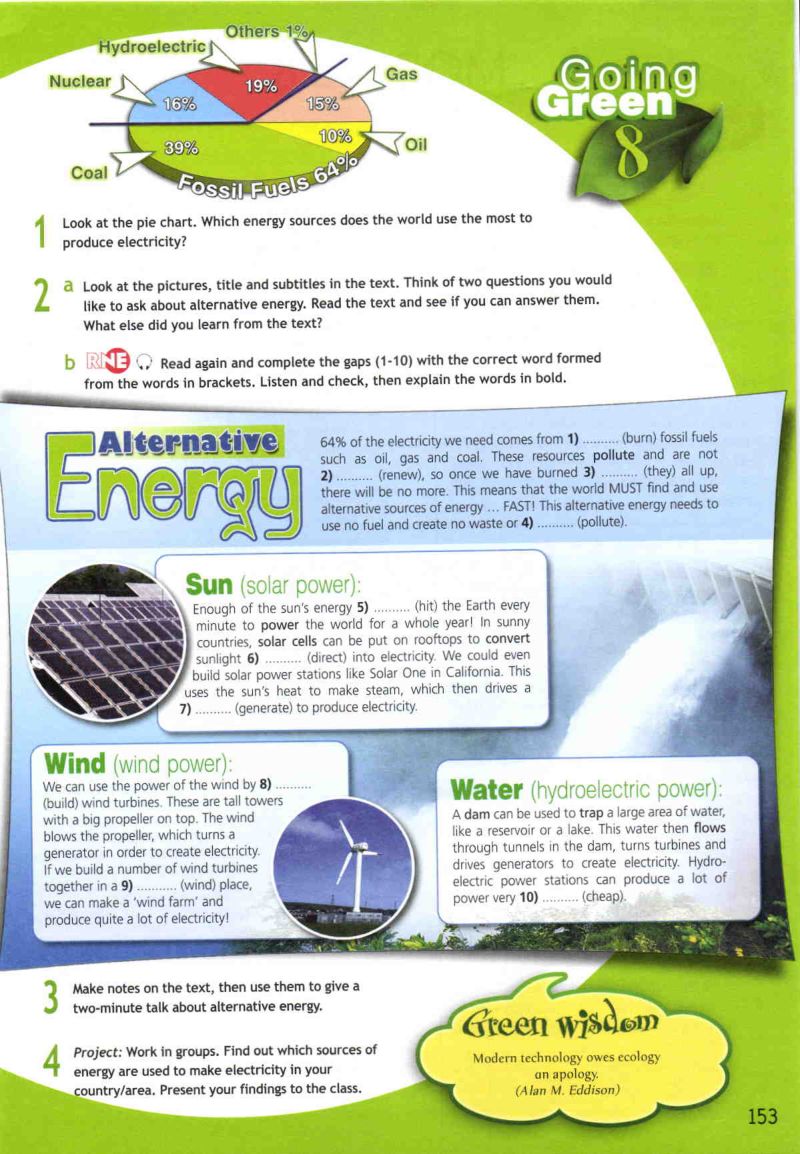 Others 1%
Hydroelectric
Nuclear
Gas
Oil
Coal
19%
16%
15%
10%
39%
Fossil Fuels 64%
Going
Green
8
1 Look at the pie chart. Which energy sources does the world use the most to
produce electricity?
2 a Look at the pictures, title and subtitles in the text. Think of two questions you would
like to ask about alternative energy. Read the text and see if you can answer them.
What else did you learn from the text?
b RNE Read again and complete the gaps (1-10) with the correct word formed
from the words in brackets. Listen and check, then explain the words in bold.
Alternative
Energy
64% of the electricity we need comes from 1) .......... (burn) fossil fuels
such as oil, gas and coal. These resources pollute and are not
2) .......... (renew), so once we have burned 3) .......... (they) all up,
there will be no more. This means that the world MUST find and use
alternative sources of energy ... FAST! This alternative energy needs to
use no fuel and create no waste or 4) .......... (pollute).
Sun (solar power):
Enough of the sun's energy 5) .......... (hit) the Earth every
minute to power the world for a whole year! In sunny
countries, solar cells can be put on rooftops to convert
sunlight 6) .......... (direct) into electricity. We could even
build solar power stations like Solar One in California. This
uses the sun's heat to make steam, which then drives a
7) .......... (generate) to produce electricity.
Wind (wind power):
We can use the power of the wind by 8) ..........
(build) wind turbines. These are tall towers
with a big propeller on top. The wind
blows the propeller, which turns a
generator in order to create electricity.
If we build a number of wind turbines
together in a 9) ........... (wind) place,
we can make a 'wind farm' and
produce quite a lot of electricity!
Water (hydroelectric power):
A dam can be used to trap a large area of water,
like a reservoir or a lake. This water then flows
through tunnels in the dam, turns turbines and
drives generators to create electricity. Hydro-
electric power stations can produce a lot of
power very 10) .......... (cheap).
3 Make notes on the text, then use them to give a
two-minute talk about alternative energy.
4 Project: Work in groups. Find out which sources of
energy are used to make electricity in your
country/area. Present your findings to the class.
Green wisdom
Modern technology owes ecology
an apology.
(Alan M. Eddison)
153